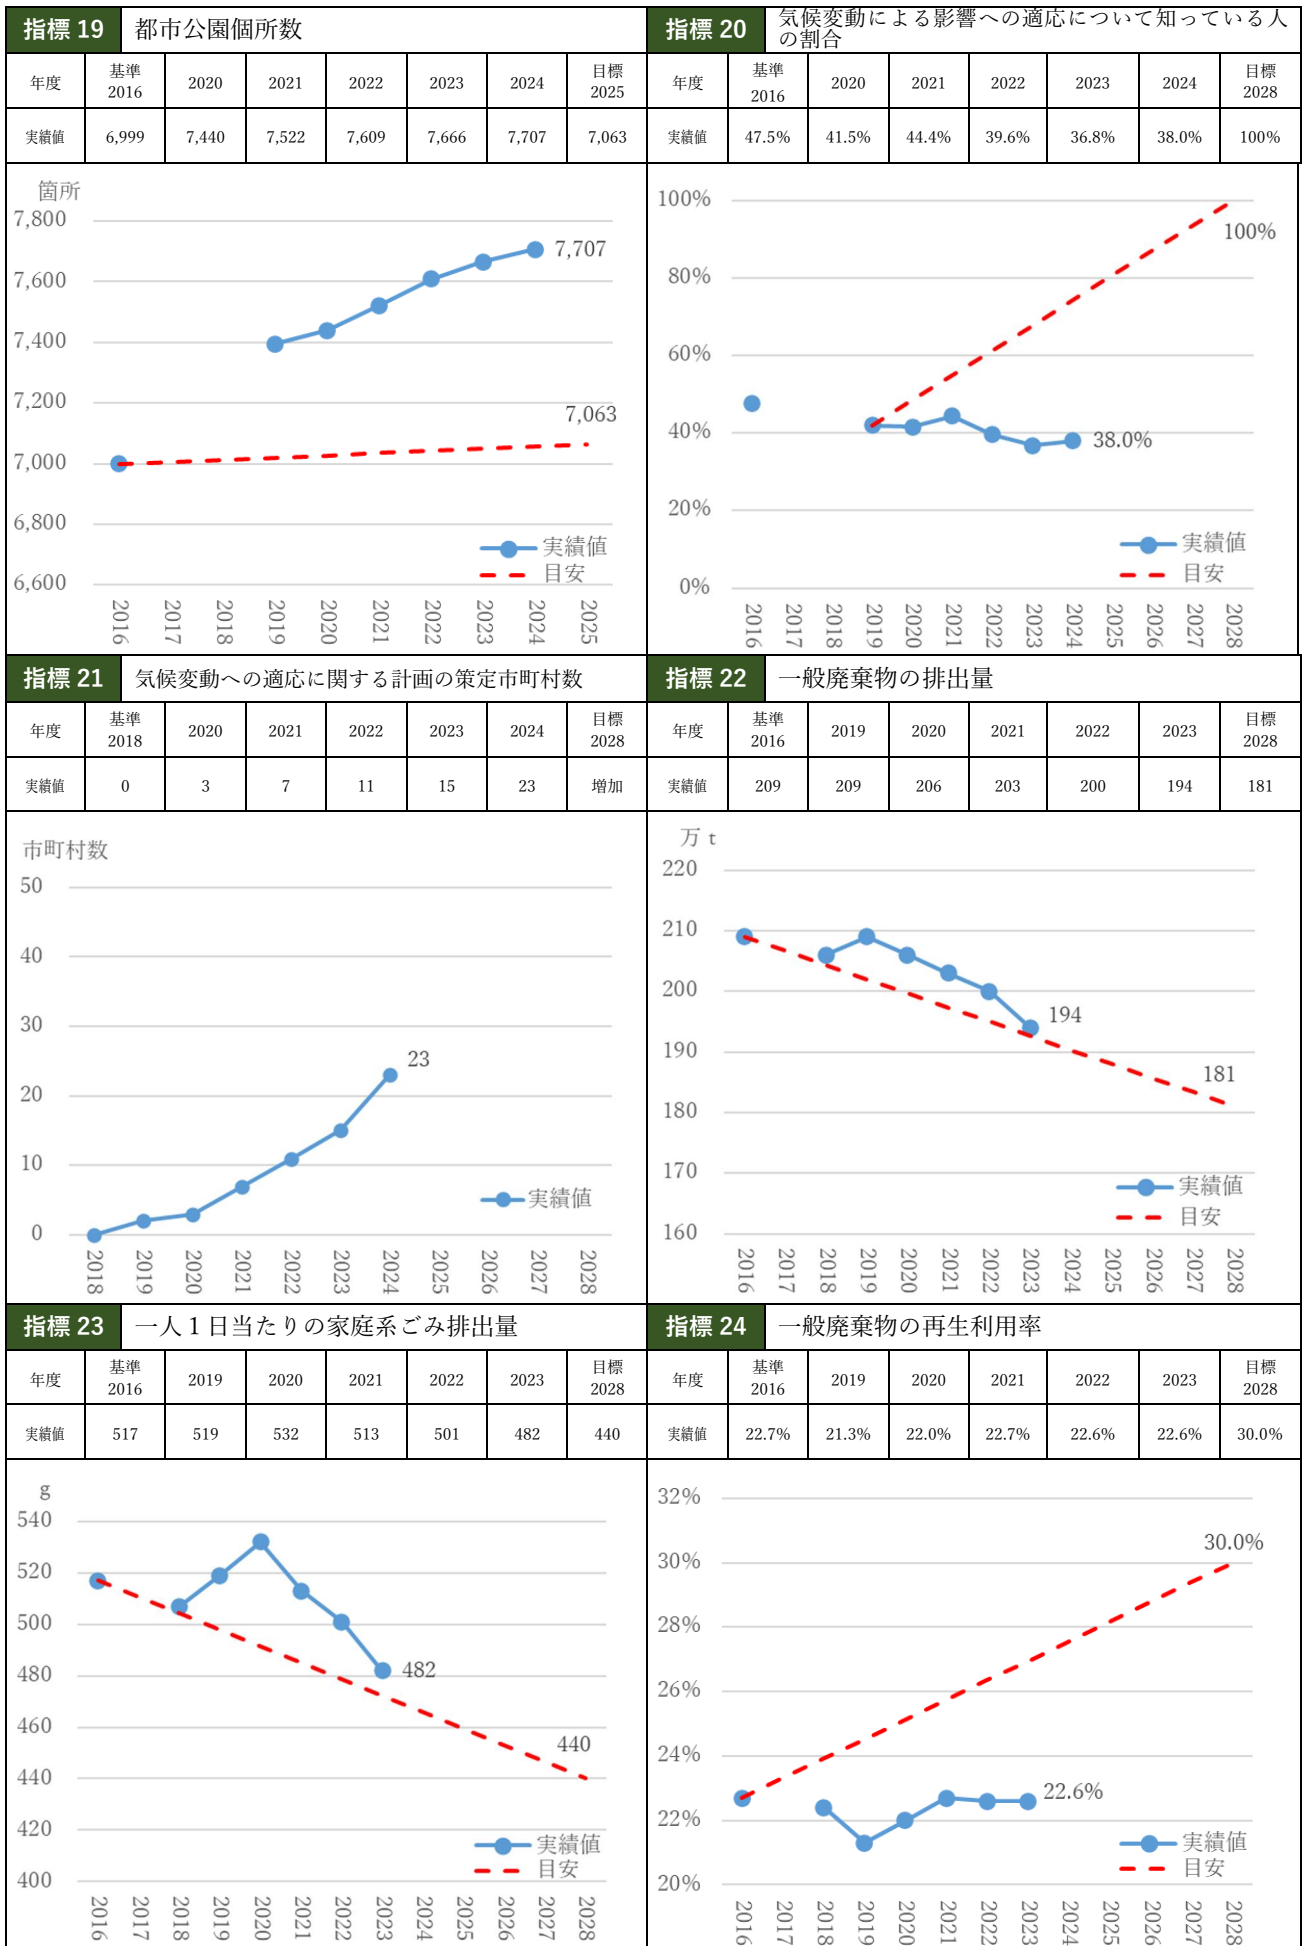 指標 19 都市公園個所数
年度 基準 2016 2020 2021 2022 2023 2024 目標 2025
実績値 6,999 7,440 7,522 7,609 7,666 7,707 7,063
箇所
7,800
7,600
7,400
7,200
7,000
6,800
6,600
7,707
7,063
実績値
目安
2016 2017 2018 2019 2020 2021 2022 2023 2024 2025
指標 20 気候変動による影響への適応について知っている人
の割合
年度 基準 2016 2020 2021 2022 2023 2024 目標 2028
実績値 47.5% 41.5% 44.4% 39.6% 36.8% 38.0% 100%
100%
80%
60%
40%
20%
0%
100%
38.0%
実績値
目安
2016 2017 2018 2019 2020 2021 2022 2023 2024 2025 2026 2027 2028
指標 21 気候変動への適応に関する計画の策定市町村数
年度 基準 2018 2020 2021 2022 2023 2024 目標 2028
実績値 0 3 7 11 15 23 増加
市町村数
50
40
30
20
10
0
23
実績値
2018 2019 2020 2021 2022 2023 2024 2025 2026 2027 2028
指標 22 一般廃棄物の排出量
年度 基準 2016 2019 2020 2021 2022 2023 目標 2028
実績値 209 209 206 203 200 194 181
万 t
220
210
200
190
180
170
160
194
181
実績値
目安
2016 2017 2018 2019 2020 2021 2022 2023 2024 2025 2026 2027 2028
指標 23 一人１日当たりの家庭系ごみ排出量
年度 基準 2016 2019 2020 2021 2022 2023 目標 2028
実績値 517 519 532 513 501 482 440
g
540
520
500
480
460
440
420
400
482
440
実績値
目安
2016 2017 2018 2019 2020 2021 2022 2023 2024 2025 2026 2027 2028
指標 24 一般廃棄物の再生利用率
年度 基準 2016 2019 2020 2021 2022 2023 目標 2028
実績値 22.7% 21.3% 22.0% 22.7% 22.6% 22.6% 30.0%
32%
30%
28%
26%
24%
22%
20%
30.0%
22.6%
実績値
目安
2016 2017 2018 2019 2020 2021 2022 2023 2024 2025 2026 2027 2028